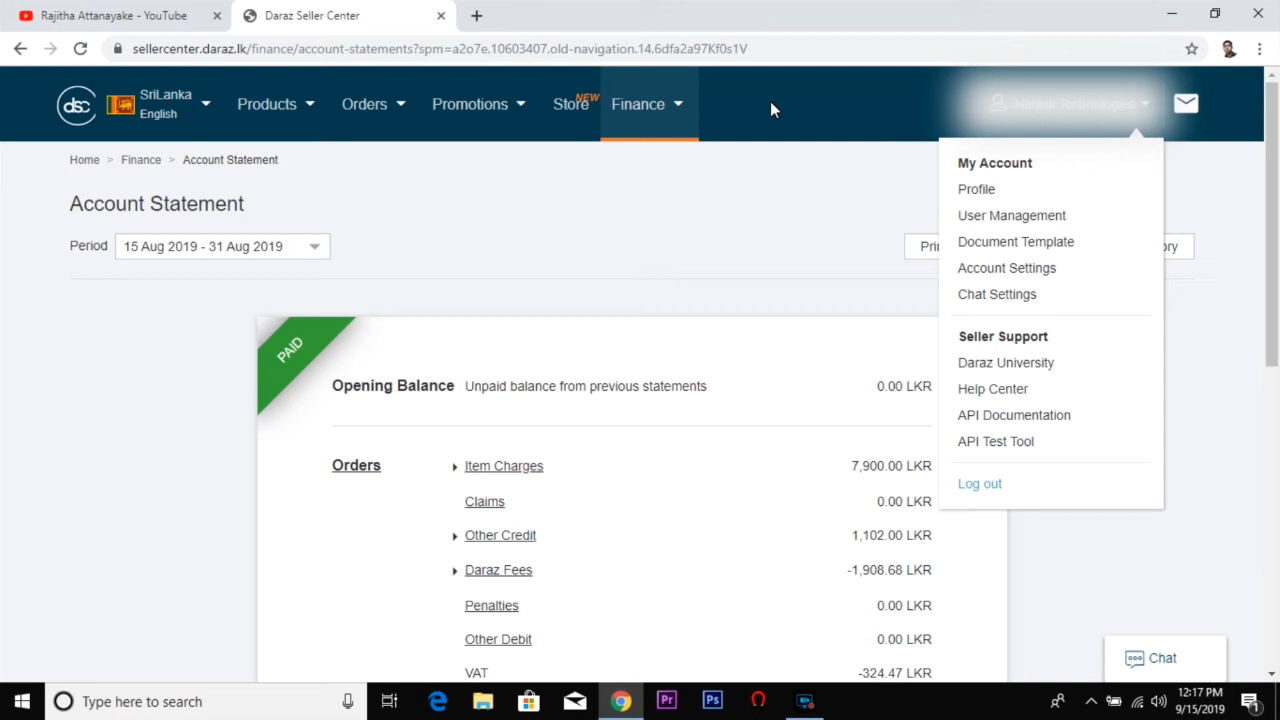 Rajitha Attanayake - YouTube
Daraz Seller Center
sellercenter.daraz.lk/finance/account-statements?spm=a2o7e.10603407.old-navigation.14.6dfa2a97Kf0s1V
dsc
SriLanka
English
Products
Orders
Promotions
Store
NEW
Finance
Home > Finance > Account Statement
Account Statement
Period
15 Aug 2019 - 31 Aug 2019
My Account
Profile
User Management
Document Template
Account Settings
Chat Settings
Seller Support
Daraz University
Help Center
API Documentation
API Test Tool
Log out
PAID
Opening Balance Unpaid balance from previous statements 0.00 LKR
Orders
Item Charges 7,900.00 LKR
Claims 0.00 LKR
Other Credit 1,102.00 LKR
Daraz Fees -1,908.68 LKR
Penalties 0.00 LKR
Other Debit 0.00 LKR
VAT -324.47 LKR
Chat
Type here to search
Pr
Ps
12:17 PM
9/15/2019
1